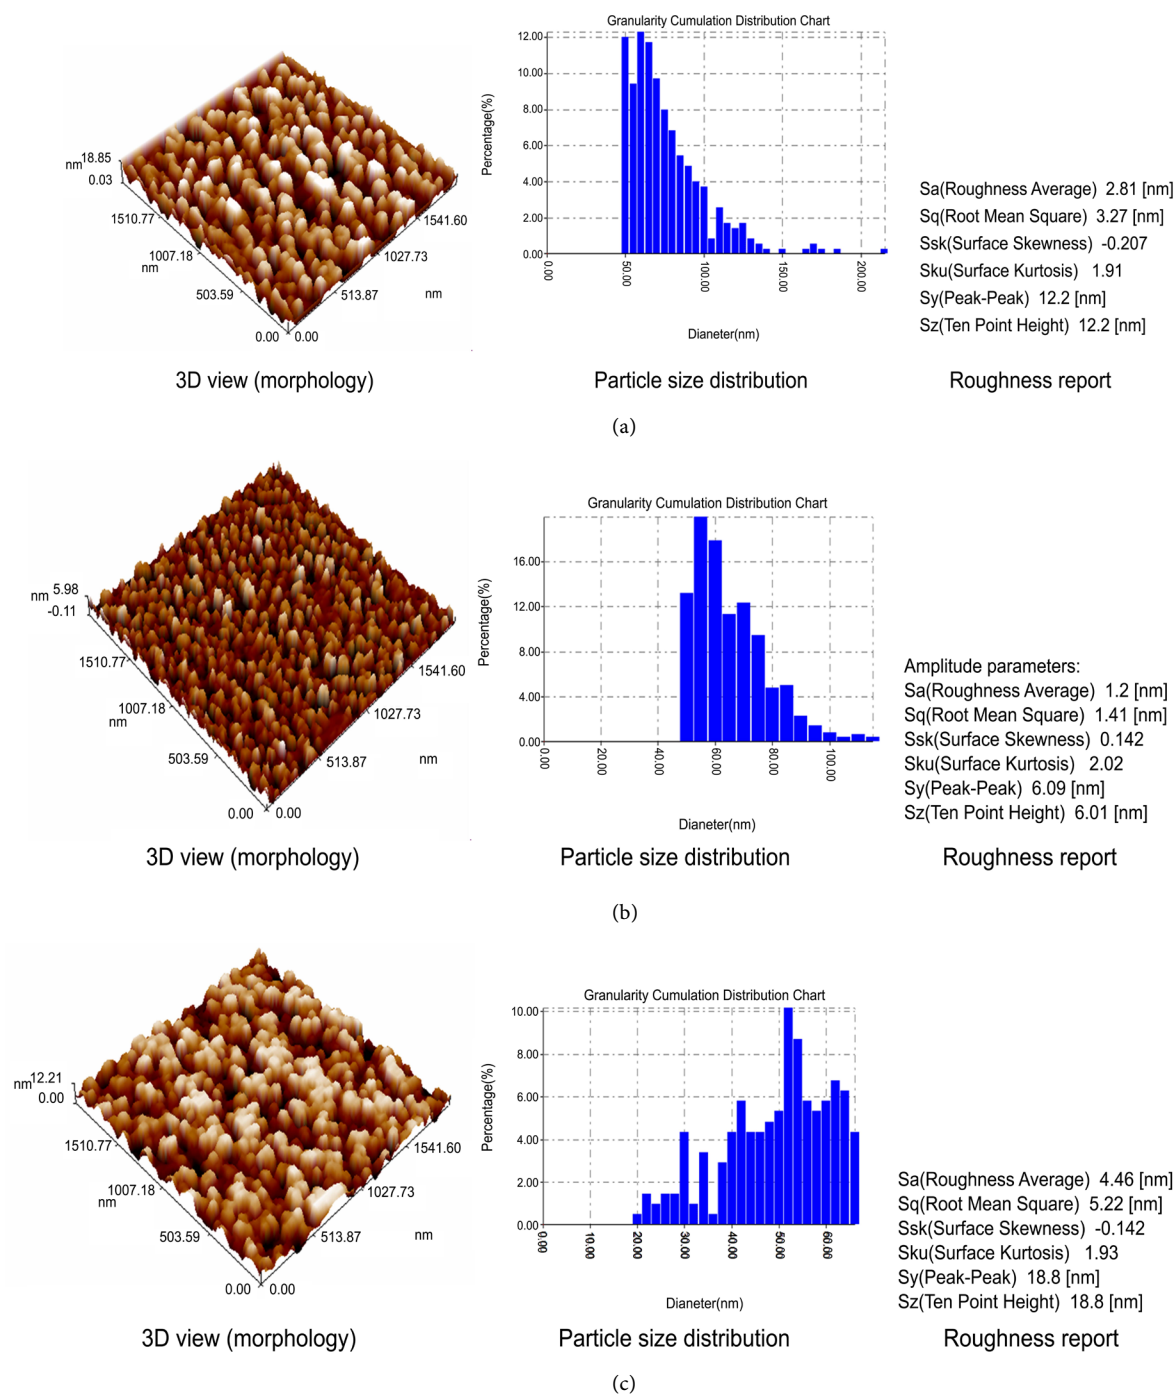 Granularity Cumulation Distribution Chart
nm 18.85
0.03
1510.77
1007.18
nm
503.59
0.00
0.00
513.87
1027.73
1541.60
nm
Percentage(%)
12.00
10.00
8.00
6.00
4.00
2.00
0.00
0.00
50.00
100.00
150.00
200.00
Dianeter(nm)
Sa(Roughness Average) 2.81 [nm]
Sq(Root Mean Square) 3.27 [nm]
Ssk(Surface Skewness) -0.207
Sku(Surface Kurtosis) 1.91
Sy(Peak-Peak) 12.2 [nm]
Sz(Ten Point Height) 12.2 [nm]
3D view (morphology)
Particle size distribution
Roughness report
(a)
Granularity Cumulation Distribution Chart
nm 5.98
-0.11
1510.77
1007.18
nm
503.59
0.00
0.00
513.87
1027.73
1541.60
nm
Percentage(%)
16.00
12.00
8.00
4.00
0.00
0.00
20.00
40.00
60.00
80.00
100.00
Dianeter(nm)
Amplitude parameters:
Sa(Roughness Average) 1.2 [nm]
Sq(Root Mean Square) 1.41 [nm]
Ssk(Surface Skewness) 0.142
Sku(Surface Kurtosis) 2.02
Sy(Peak-Peak) 6.09 [nm]
Sz(Ten Point Height) 6.01 [nm]
3D view (morphology)
Particle size distribution
Roughness report
(b)
Granularity Cumulation Distribution Chart
nm 12.21
0.00
1510.77
1007.18
nm
503.59
0.00
0.00
513.87
1027.73
1541.60
nm
Percentage(%)
10.00
8.00
6.00
4.00
2.00
0.00
0.00
10.00
20.00
30.00
40.00
50.00
60.00
Dianeter(nm)
Sa(Roughness Average) 4.46 [nm]
Sq(Root Mean Square) 5.22 [nm]
Ssk(Surface Skewness) -0.142
Sku(Surface Kurtosis) 1.93
Sy(Peak-Peak) 18.8 [nm]
Sz(Ten Point Height) 18.8 [nm]
3D view (morphology)
Particle size distribution
Roughness report
(c)